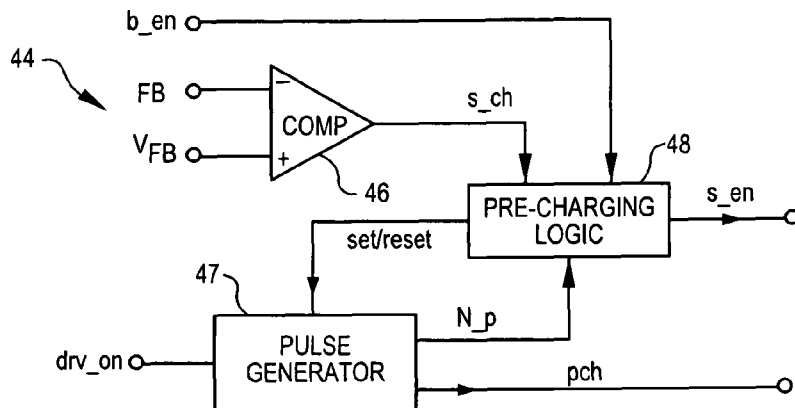 b_en
44
FB
COMP
s_ch
VFB
46
48
PRE-CHARGING
LOGIC
s_en
set/reset
47
N_p
PULSE
GENERATOR
drv_on
pch